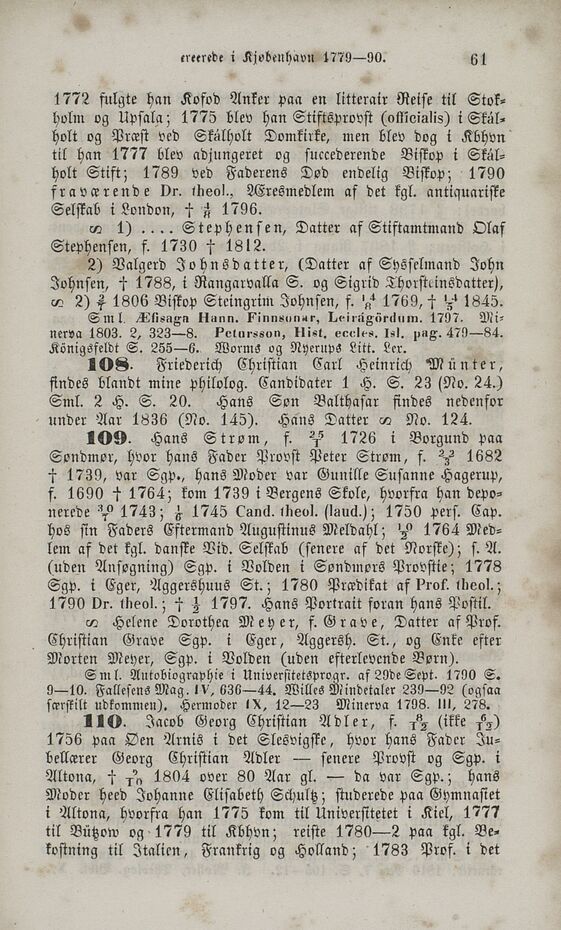 ereerede i Kjøbenhavn 1779—90. 61
1772 fulgte han Kofod Anker paa en litterair Reise til Stok-
holm og Upsala; 1775 blev han Stiftsprovst (officialis) i Skál-
holt og Præst ved Skálholt Domkirke, men blev dog i Kbhvn
til han 1777 blev adjungeret og succederende Biskop i Skál-
holt Stift; 1789 ved Faderens Død endelig Biskop; 1790
fraværende Dr. theol., Æresmedlem af det kgl. antiquariske
Selskab i London, † 1796.
∞ 1) .... Stephensen, Datter af Stiftamtmand Olaf
Stephensen, f. 1730 † 1812.
2) Valgerd Johnsdatter, (Datter af Sysselmand John
Johnsen, † 1788, i Rangarvalla S. og Sigrid Thorsteinsdatter),
∞ 2) 1806 Biskop Steingrim Johnsen, f. 1769, † 1845.
Sml. Æfisaga Hann. Finnsonar, Leirágördum. 1797. Mi-
nerva 1803. 2, 323—8. Petursson, Hist. eccles. Isl. pag. 479—84.
Königsfeldt S. 255—6. Worms og Nyerups Litt. Lex.
108. Friederich Christian Carl Heinrich Münter,
findes blandt mine philolog. Candidater 1 H. S. 23 (No. 24.)
Sml. 2 H. S. 20. Hans Søn Balthasar findes nedenfor
under Aar 1836 (No. 145). Hans Datter ∞ No. 124.
109. Hans Strøm, f. 1726 i Borgund paa
Søndmør, hvor hans Fader Provst Peter Strøm, f. 1682
† 1739, var Sgp., hans Moder var Gunille Susanne Hagerup,
f. 1690 † 1764; kom 1739 i Bergens Skole, hvorfra han depo-
nerede 1743; 1745 Cand. theol. (laud.); 1750 pers. Cap.
hos sin Faders Eftermand Augustinus Meldahl; 1764 Med-
lem af det kgl. danske Vid. Selskab (senere af det Norske); s. A.
(uden Ansøgning) Sgp. i Volden i Søndmørs Provstie; 1778
Sgp. i Eger, Aggershuus St.; 1780 Prædikat af Prof. theol.;
1790 Dr. theol.; † 1797. Hans Portrait foran hans Postil.
∞ Helene Dorothea Meyer, f. Grave, Datter af Prof.
Christian Grave Sgp. i Eger, Aggersh. St., og Enke efter
Morten Meyer, Sgp. i Volden (uden efterlevende Børn).
Sml. Autobiographie i Universitetsprogr. af 29de Sept. 1790 S.
9—10. Fallesens Mag. IV, 636—44. Willes Mindetaler 239—92 (ogsaa
særskilt udkommen). Hermoder IX, 12—23 Minerva 1798. III, 278.
110. Jacob Georg Christian Adler, f. (ikke )
1756 paa Øen Arnis i det Slesvigske, hvor hans Fader Ju-
bellærer Georg Christian Adler — senere Provst og Sgp. i
Altona, † 1804 over 80 Aar gl. — da var Sgp.; hans
Moder heed Johanne Elisabeth Schultz; studerede paa Gymnasiet
i Altona, hvorfra han 1775 kom til Universitetet i Kiel, 1777
til Bützow og 1779 til Kbhvn; reiste 1780—2 paa kgl. Be-
kostning til Italien, Frankrig og Holland; 1783 Prof. i det